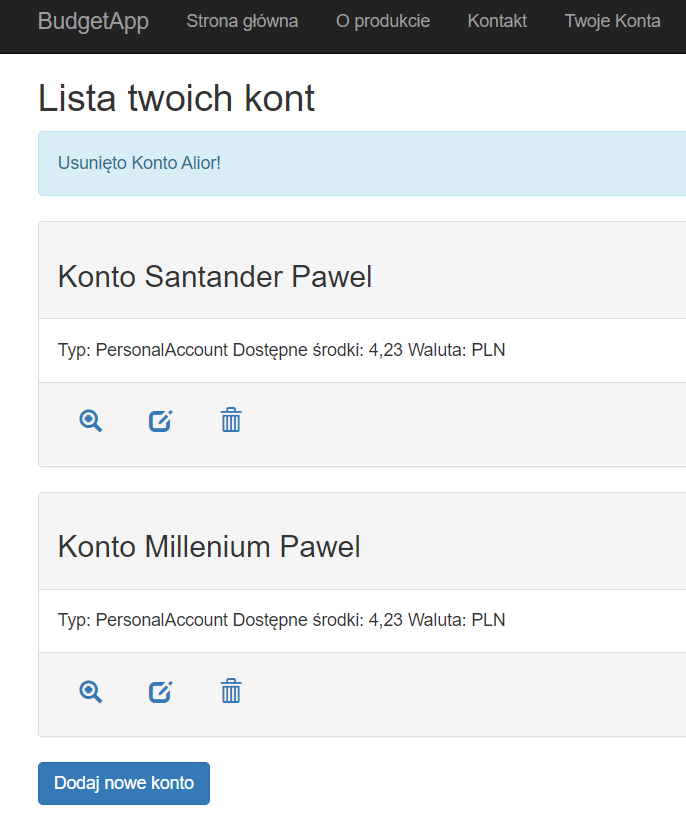 BudgetApp Strona główna O produkcie Kontakt Twoje Konta
Lista twoich kont
Usunięto Konto Alior!
Konto Santander Pawel
Typ: PersonalAccount Dostępne środki: 4,23 Waluta: PLN
Konto Millenium Pawel
Typ: PersonalAccount Dostępne środki: 4,23 Waluta: PLN
Dodaj nowe konto